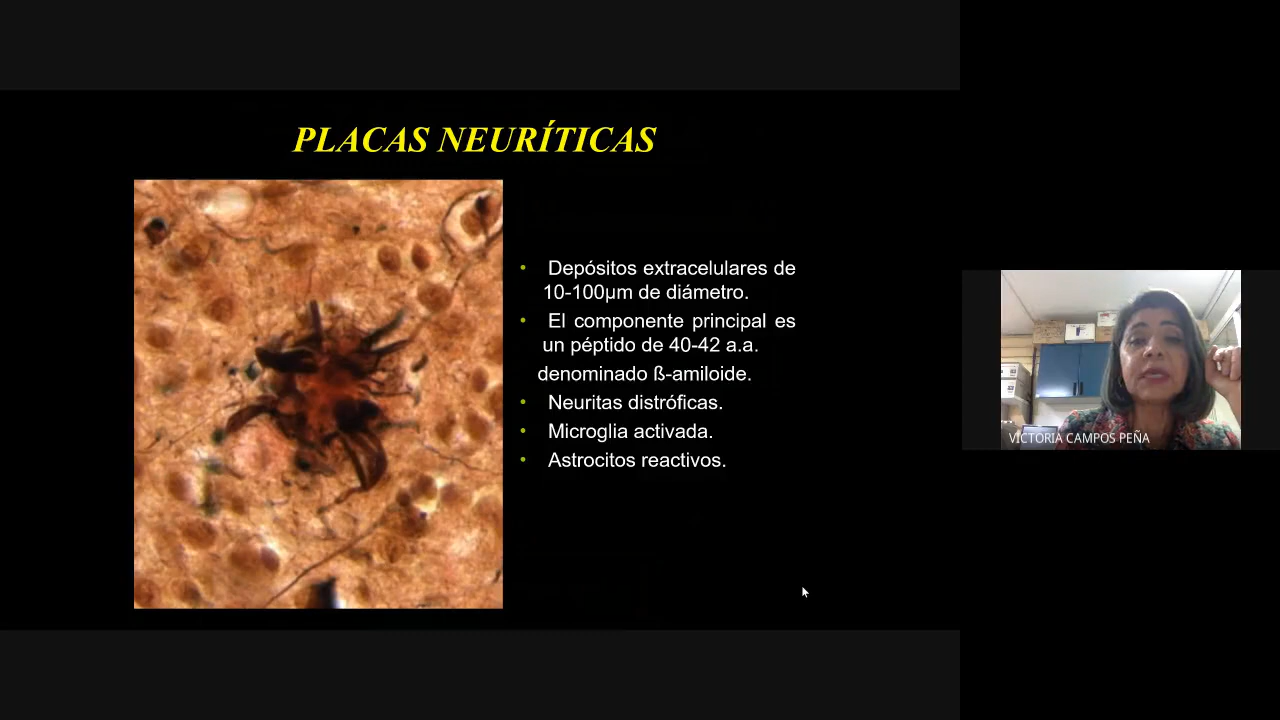 PLACAS NEURÍTICAS
• Depósitos extracelulares de
10-100µm de diámetro.
• El componente principal es
un péptido de 40-42 a.a.
denominado ß-amiloide.
• Neuritas distróficas.
• Microglia activada.
• Astrocitos reactivos.
VICTORIA CAMPOS PEÑA